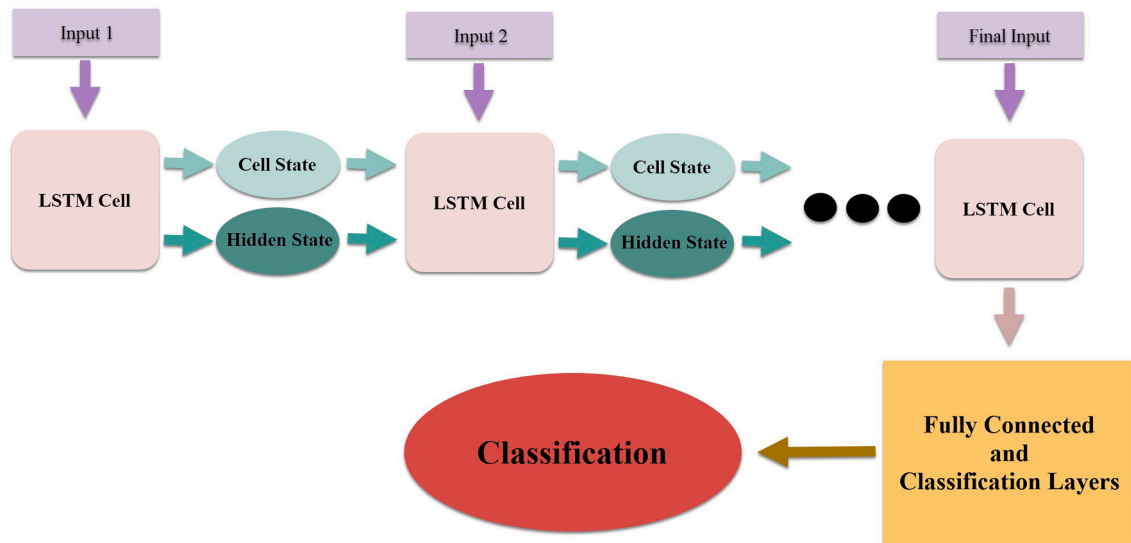 Input 1
Input 2
Final Input
LSTM Cell
Cell State
Hidden State
LSTM Cell
Cell State
Hidden State
LSTM Cell
Classification
Fully Connected
and
Classification Layers